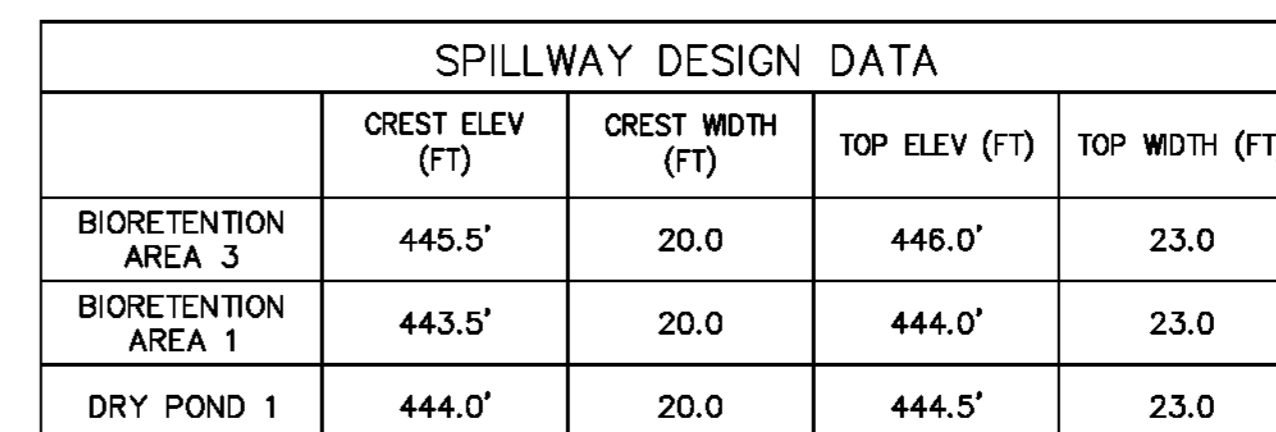 SPILLWAY DESIGN DATA
CREST ELEV
(FT)
CREST WIDTH
(FT)
TOP ELEV (FT)
TOP WIDTH (FT
BIORETENTION
AREA 3
445.5'
20.0
446.0'
23.0
BIORETENTION
AREA 1
443.5'
20.0
444.0'
23.0
DRY POND 1
444.0'
20.0
444.5'
23.0